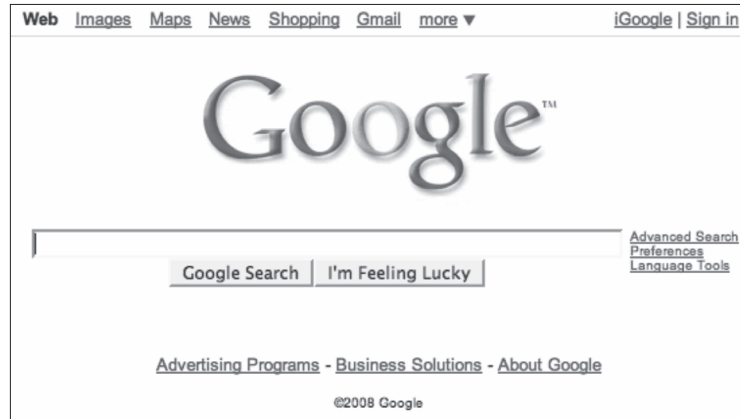 Web Images Maps News Shopping Gmail more ▼ iGoogle | Sign in
Google™
Advanced Search
Preferences
Language Tools
Google Search I'm Feeling Lucky
Advertising Programs - Business Solutions - About Google
©2008 Google